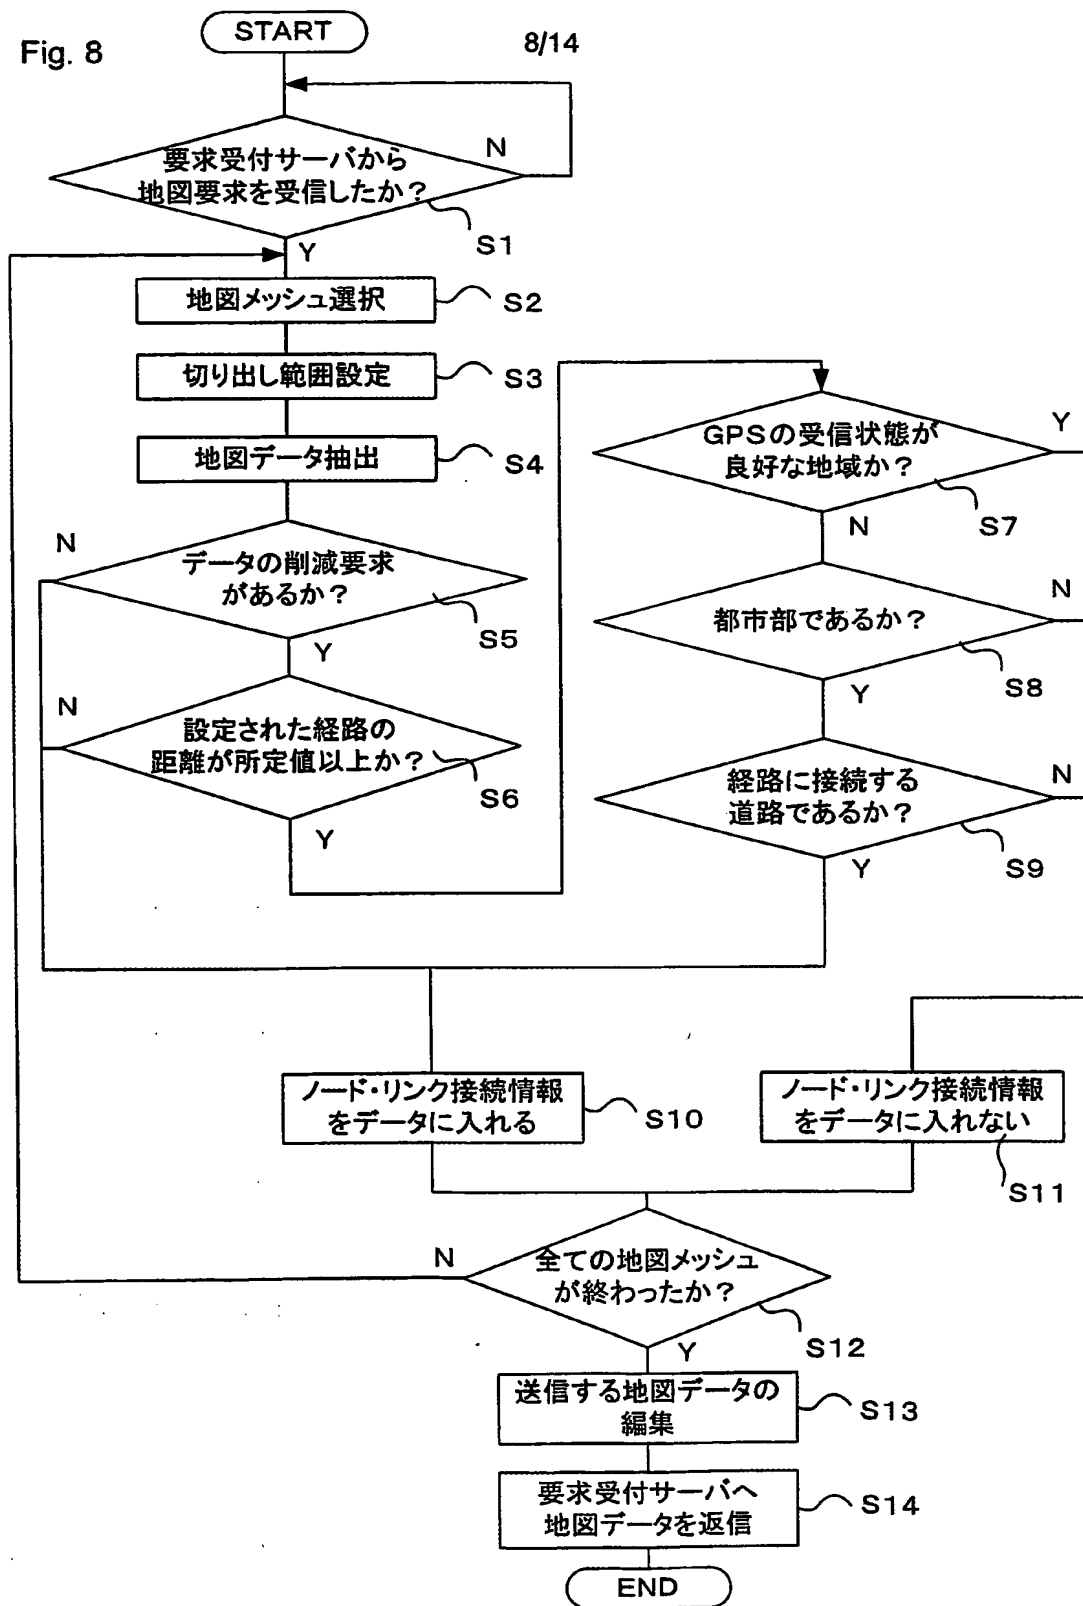 Fig. 8
8/14
START
要求受付サーバから
地図要求を受信したか?
N
S1
Y
地図メッシュ選択
S2
切り出し範囲設定
S3
地図データ抽出
S4
データの削減要求
があるか?
N
S5
Y
設定された経路の
距離が所定値以上か?
N
S6
Y
GPSの受信状態が
良好な地域か?
Y
S7
N
都市部であるか?
N
S8
Y
経路に接続する
道路であるか?
N
S9
Y
ノード・リンク接続情報
をデータに入れる
S10
ノード・リンク接続情報
をデータに入れない
S11
全ての地図メッシュ
が終わったか?
N
S12
Y
送信する地図データの
編集
S13
要求受付サーバへ
地図データを返信
S14
END